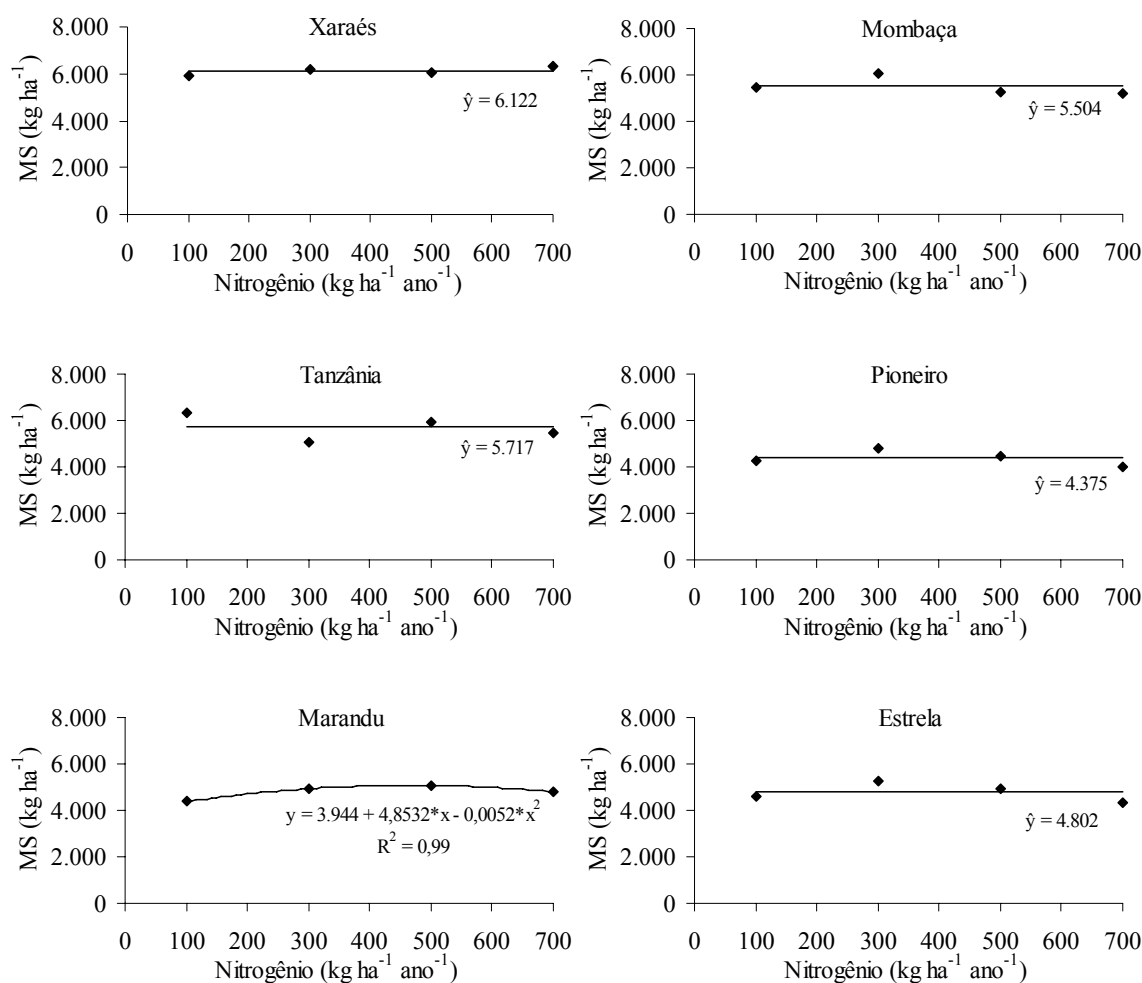 Xaraés
8.000
6.000
4.000
2.000
0
MS (kg ha⁻¹)
ŷ = 6.122
0 100 200 300 400 500 600 700
Nitrogênio (kg ha⁻¹ ano⁻¹)
Mombaça
8.000
6.000
4.000
2.000
0
MS (kg ha⁻¹)
ŷ = 5.504
0 100 200 300 400 500 600 700
Nitrogênio (kg ha⁻¹ ano⁻¹)
Tanzânia
8.000
6.000
4.000
2.000
0
MS (kg ha⁻¹)
ŷ = 5.717
0 100 200 300 400 500 600 700
Nitrogênio (kg ha⁻¹ ano⁻¹)
Pioneiro
8.000
6.000
4.000
2.000
0
MS (kg ha⁻¹)
ŷ = 4.375
0 100 200 300 400 500 600 700
Nitrogênio (kg ha⁻¹ ano⁻¹)
Marandu
8.000
6.000
4.000
2.000
0
MS (kg ha⁻¹)
y = 3.944 + 4,8532*x - 0,0052*x²
R² = 0,99
0 100 200 300 400 500 600 700
Nitrogênio (kg ha⁻¹ ano⁻¹)
Estrela
8.000
6.000
4.000
2.000
0
MS (kg ha⁻¹)
ŷ = 4.802
0 100 200 300 400 500 600 700
Nitrogênio (kg ha⁻¹ ano⁻¹)